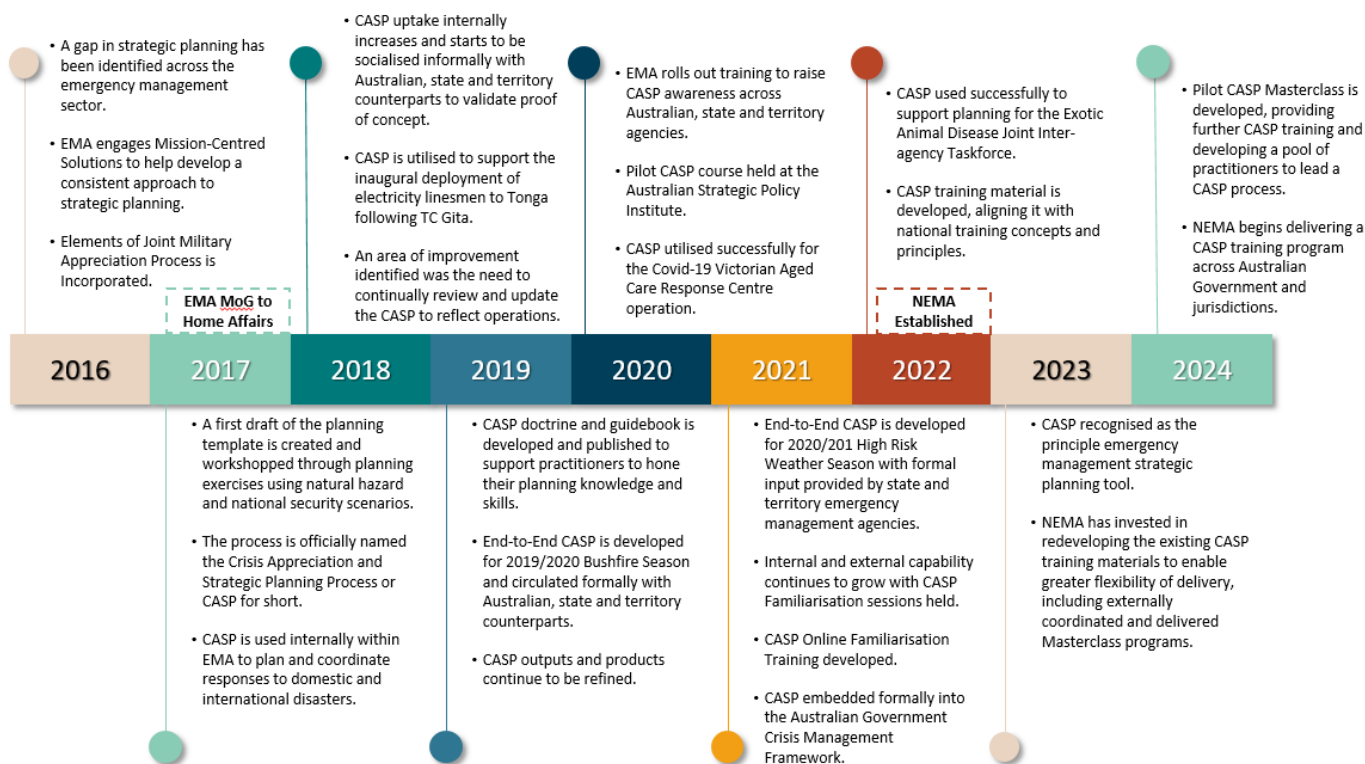 • A gap in strategic planning has
been identified across the
emergency management
sector.
• EMA engages Mission-Centred
Solutions to help develop a
consistent approach to
strategic planning.
• Elements of Joint Military
Appreciation Process is
Incorporated.
EMA MoG to
Home Affairs
• CASP uptake internally
increases and starts to be
socialised informally with
Australian, state and territory
counterparts to validate proof
of concept.
• CASP is utilised to support the
inaugural deployment of
electricity linesmen to Tonga
following TC Gita.
• An area of improvement
identified was the need to
continually review and update
the CASP to reflect operations.
• EMA rolls out training to raise
CASP awareness across
Australian, state and territory
agencies.
• Pilot CASP course held at the
Australian Strategic Policy
Institute.
• CASP utilised successfully for
the Covid-19 Victorian Aged
Care Response Centre
operation.
• CASP used successfully to
support planning for the Exotic
Animal Disease Joint Inter-
agency Taskforce.
• CASP training material is
developed, aligning it with
national training concepts and
principles.
NEMA
Established
• Pilot CASP Masterclass is
developed, providing
further CASP training and
developing a pool of
practitioners to lead a
CASP process.
• NEMA begins delivering a
CASP training program
across Australian
Government and
jurisdictions.
2016 2017 2018 2019 2020 2021 2022 2023 2024
• A first draft of the planning
template is created and
workshopped through planning
exercises using natural hazard
and national security scenarios.
• The process is officially named
the Crisis Appreciation and
Strategic Planning Process or
CASP for short.
• CASP is used internally within
EMA to plan and coordinate
responses to domestic and
international disasters.
• CASP doctrine and guidebook is
developed and published to
support practitioners to hone
their planning knowledge and
skills.
• End-to-End CASP is developed
for 2019/2020 Bushfire Season
and circulated formally with
Australian, state and territory
counterparts.
• CASP outputs and products
continue to be refined.
• End-to-End CASP is developed
for 2020/201 High Risk
Weather Season with formal
input provided by state and
territory emergency
management agencies.
• Internal and external capability
continues to grow with CASP
Familiarisation sessions held.
• CASP Online Familiarisation
Training developed.
• CASP embedded formally into
the Australian Government
Crisis Management
Framework.
• CASP recognised as the
principle emergency
management strategic
planning tool.
• NEMA has invested in
redeveloping the existing CASP
training materials to enable
greater flexibility of delivery,
including externally
coordinated and delivered
Masterclass programs.